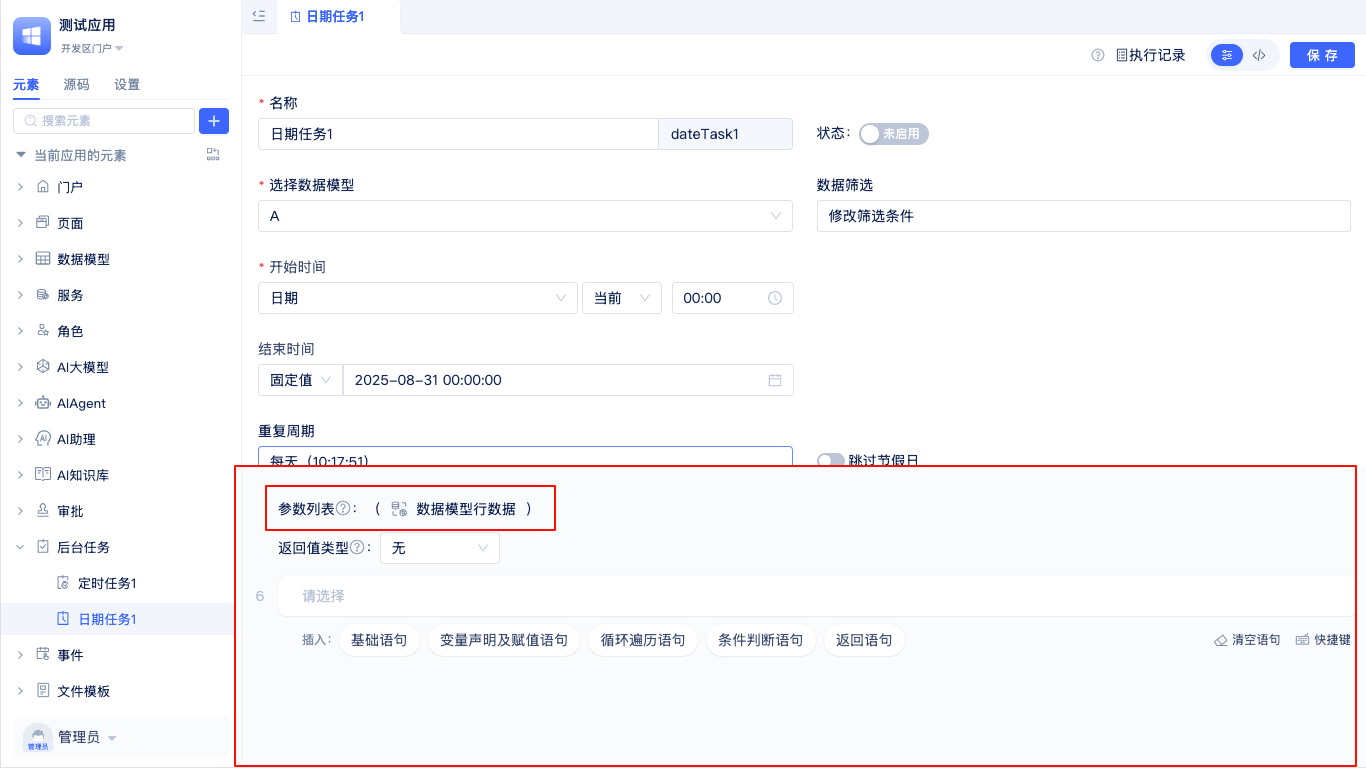 测试应用
开发区门户
元素 源码 设置
搜索元素
当前应用的元素
门户
页面
数据模型
服务
角色
AI大模型
AIAgent
AI助理
AI知识库
审批
后台任务
定时任务1
日期任务1
事件
文件模板
管理员
管理员
日期任务1
执行记录
保 存
* 名称
日期任务1 dateTask1
状态: 未启用
* 选择数据模型
A
数据筛选
修改筛选条件
* 开始时间
日期 当前 00:00
结束时间
固定值 2025-08-31 00:00:00
重复周期
每天（10:17:51） 跳过节假日
参数列表?: （ 数据模型行数据 ）
返回值类型?: 无
6 请选择
插入: 基础语句 变量声明及赋值语句 循环遍历语句 条件判断语句 返回语句 清空语句 快捷键